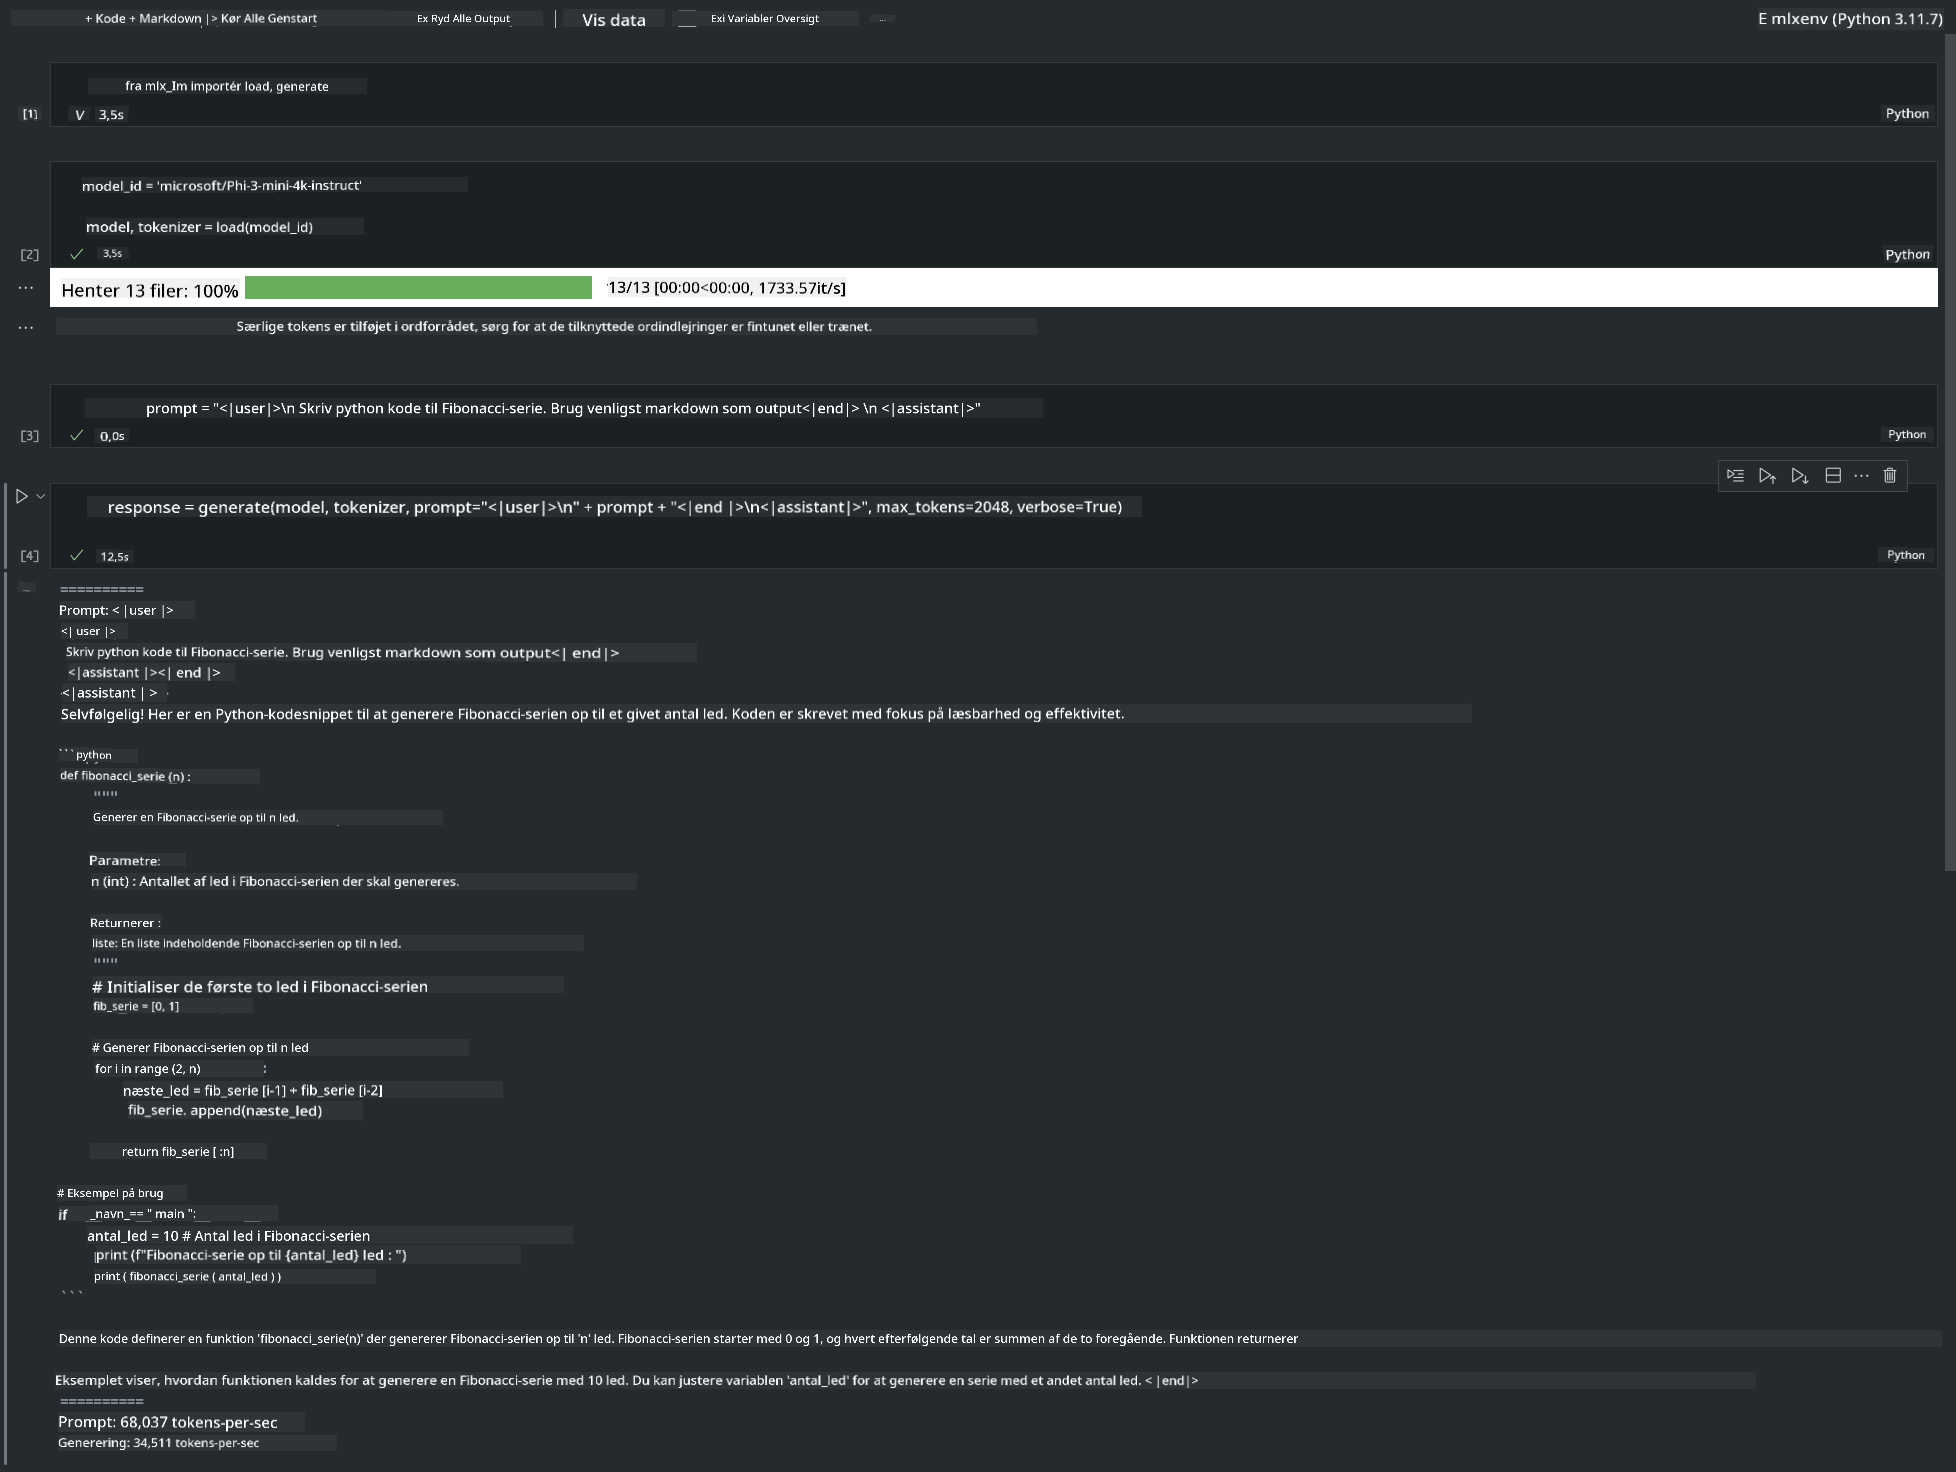 + Kode + Markdown |> Kør Alle Genstart Ex Ryd Alle Output Vis data Exi Variabler Oversigt ... E mlxenv (Python 3.11.7)
fra mlx_Im importér load, generate
[1] V 3,5s Python
model_id = 'microsoft/Phi-3-mini-4k-instruct'
model, tokenizer = load(model_id)
[2] ✓ 3,5s Python
... Henter 13 filer: 100% 13/13 [00:00<00:00, 1733.57it/s]
... Særlige tokens er tilføjet i ordforrådet, sørg for at de tilknyttede ordindlejringer er fintunet eller trænet.
prompt = "<|user|>\n Skriv python kode til Fibonacci-serie. Brug venligst markdown som output<|end|> \n <|assistant|>"
[3] ✓ 0,0s Python
response = generate(model, tokenizer, prompt="<|user|>\n" + prompt + "<|end |>\n<|assistant|>", max_tokens=2048, verbose=True)
[4] ✓ 12,5s Python
... ==========
Prompt: < |user |>
<| user |>
Skriv python kode til Fibonacci-serie. Brug venligst markdown som output<| end|>
<|assistant |><| end |>
<|assistant | >
Selvfølgelig! Her er en Python-kodesnippet til at generere Fibonacci-serien op til et givet antal led. Koden er skrevet med fokus på læsbarhed og effektivitet.
```python
def fibonacci_serie (n) :
"""
Generer en Fibonacci-serie op til n led.
Parametre:
n (int) : Antallet af led i Fibonacci-serien der skal genereres.
Returnerer :
liste: En liste indeholdende Fibonacci-serien op til n led.
"""
# Initialiser de første to led i Fibonacci-serien
fib_serie = [0, 1]
# Generer Fibonacci-serien op til n led
for i in range (2, n) :
næste_led = fib_serie [i-1] + fib_serie [i-2]
fib_serie. append(næste_led)
return fib_serie [ :n]
# Eksempel på brug
if _navn_== " main ":
antal_led = 10 # Antal led i Fibonacci-serien
print (f"Fibonacci-serie op til {antal_led} led : ")
print ( fibonacci_serie ( antal_led ) )
```
Denne kode definerer en funktion 'fibonacci_serie(n)' der genererer Fibonacci-serien op til 'n' led. Fibonacci-serien starter med 0 og 1, og hvert efterfølgende tal er summen af de to foregående. Funktionen returnerer
Eksemplet viser, hvordan funktionen kaldes for at generere en Fibonacci-serie med 10 led. Du kan justere variablen 'antal_led' for at generere en serie med et andet antal led. < |end|>
==========
Prompt: 68,037 tokens-per-sec
Generering: 34,511 tokens-per-sec